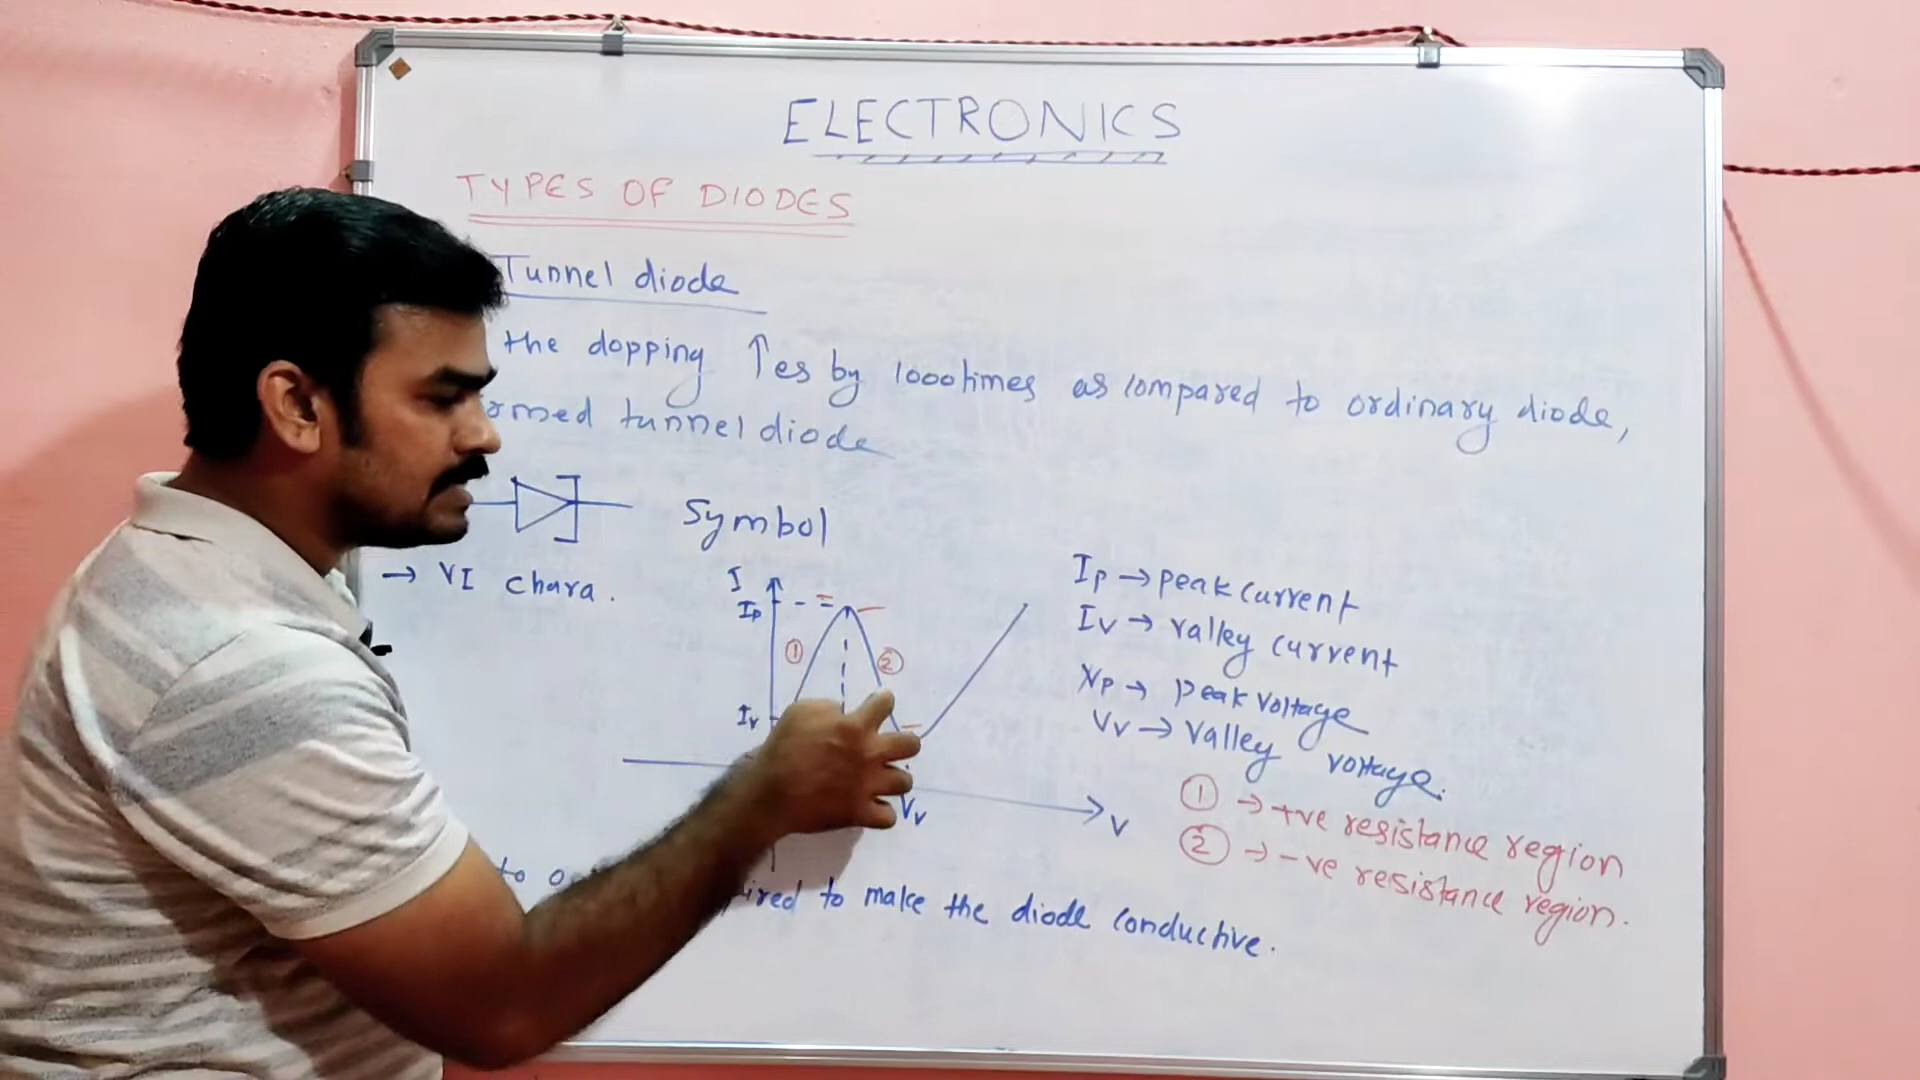 ELECTRONICS
TYPES OF DIODES
Tunnel diode
the dopping ↑es by 1000times as compared to ordinary diode,
ormed tunnel diode
Symbol
→ VI chara.
I
Ip
①
②
Iv
Vv
V
Ip → peak current
Iv → valley current
Vp → peak voltage
Vv → valley voltage.
① → +ve resistance region
② → -ve resistance region.
to
ired to make the diode conductive.